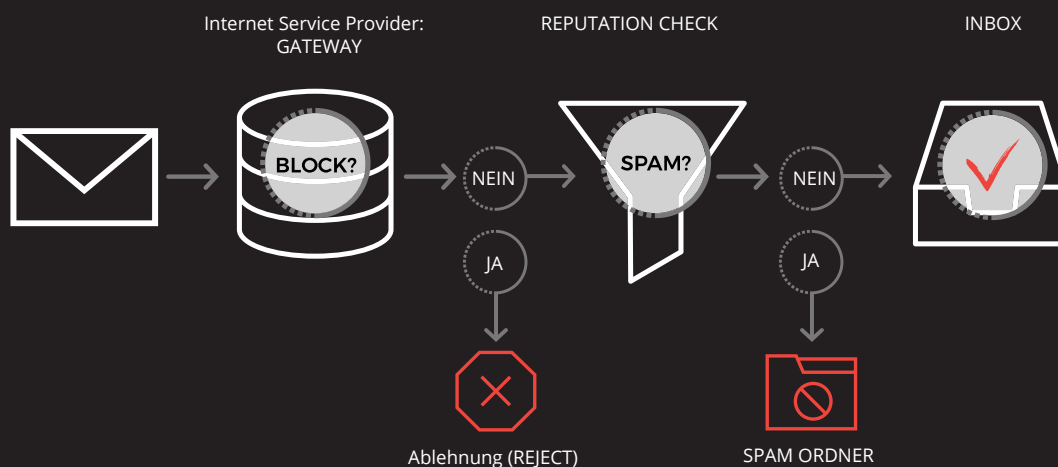 Internet Service Provider:
GATEWAY
REPUTATION CHECK
INBOX
BLOCK?
NEIN
SPAM?
NEIN
JA
JA
Ablehnung (REJECT)
SPAM ORDNER